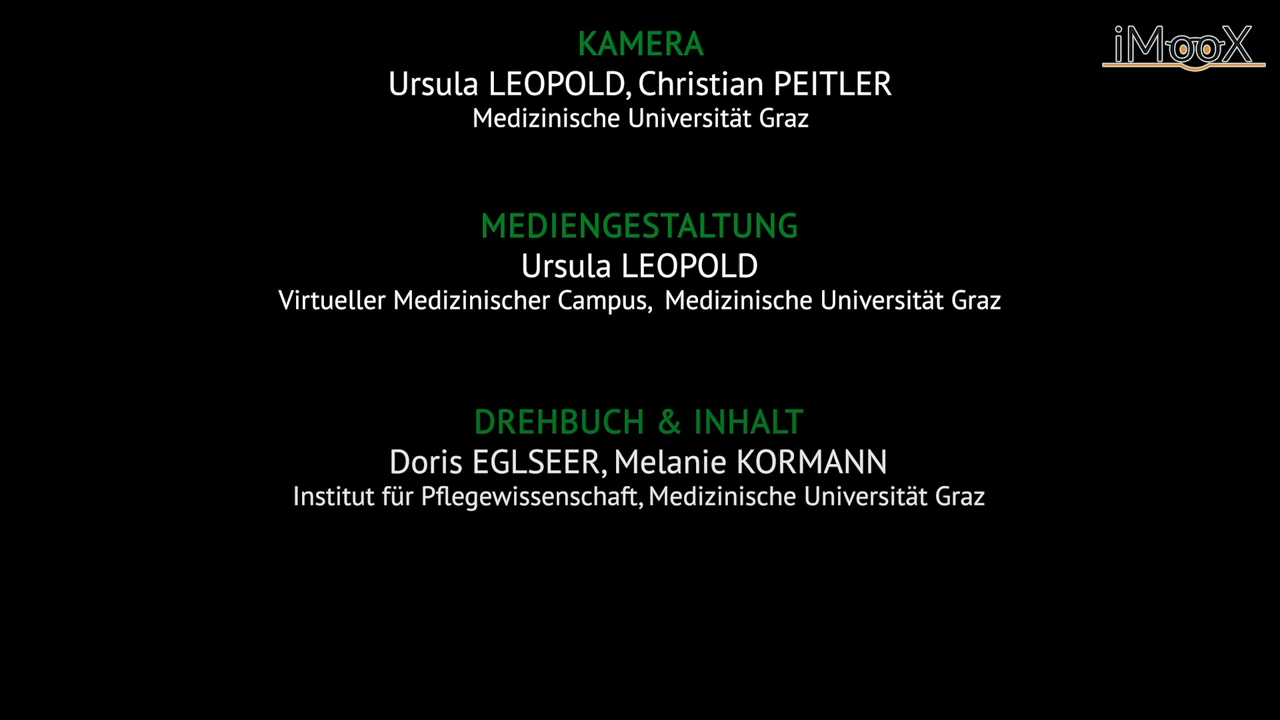 iMooX
KAMERA
Ursula LEOPOLD, Christian PEITLER
Medizinische Universität Graz
MEDIENGESTALTUNG
Ursula LEOPOLD
Virtueller Medizinischer Campus, Medizinische Universität Graz
DREHBUCH & INHALT
Doris EGLSEER, Melanie KORMANN
Institut für Pflegewissenschaft, Medizinische Universität Graz